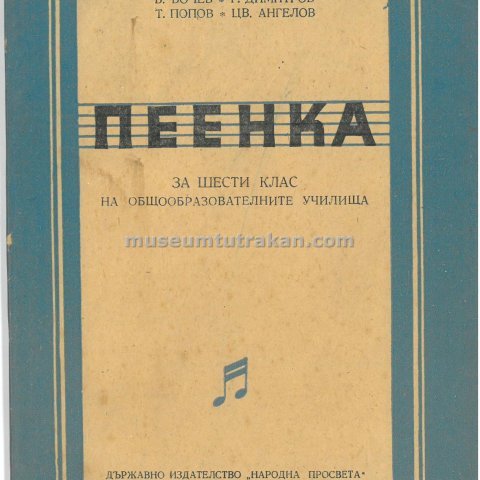 Т. ПОПОВ * ЦВ. АНГЕЛОВ
ПЕЕНКА
ЗА ШЕСТИ КЛАС
НА ОБЩООБРАЗОВАТЕЛНИТЕ УЧИЛИЩА
museumtutrakan.com
ДЪРЖАВНО ИЗДАТЕЛСТВО „НАРОДНА ПРОСВЕТА"